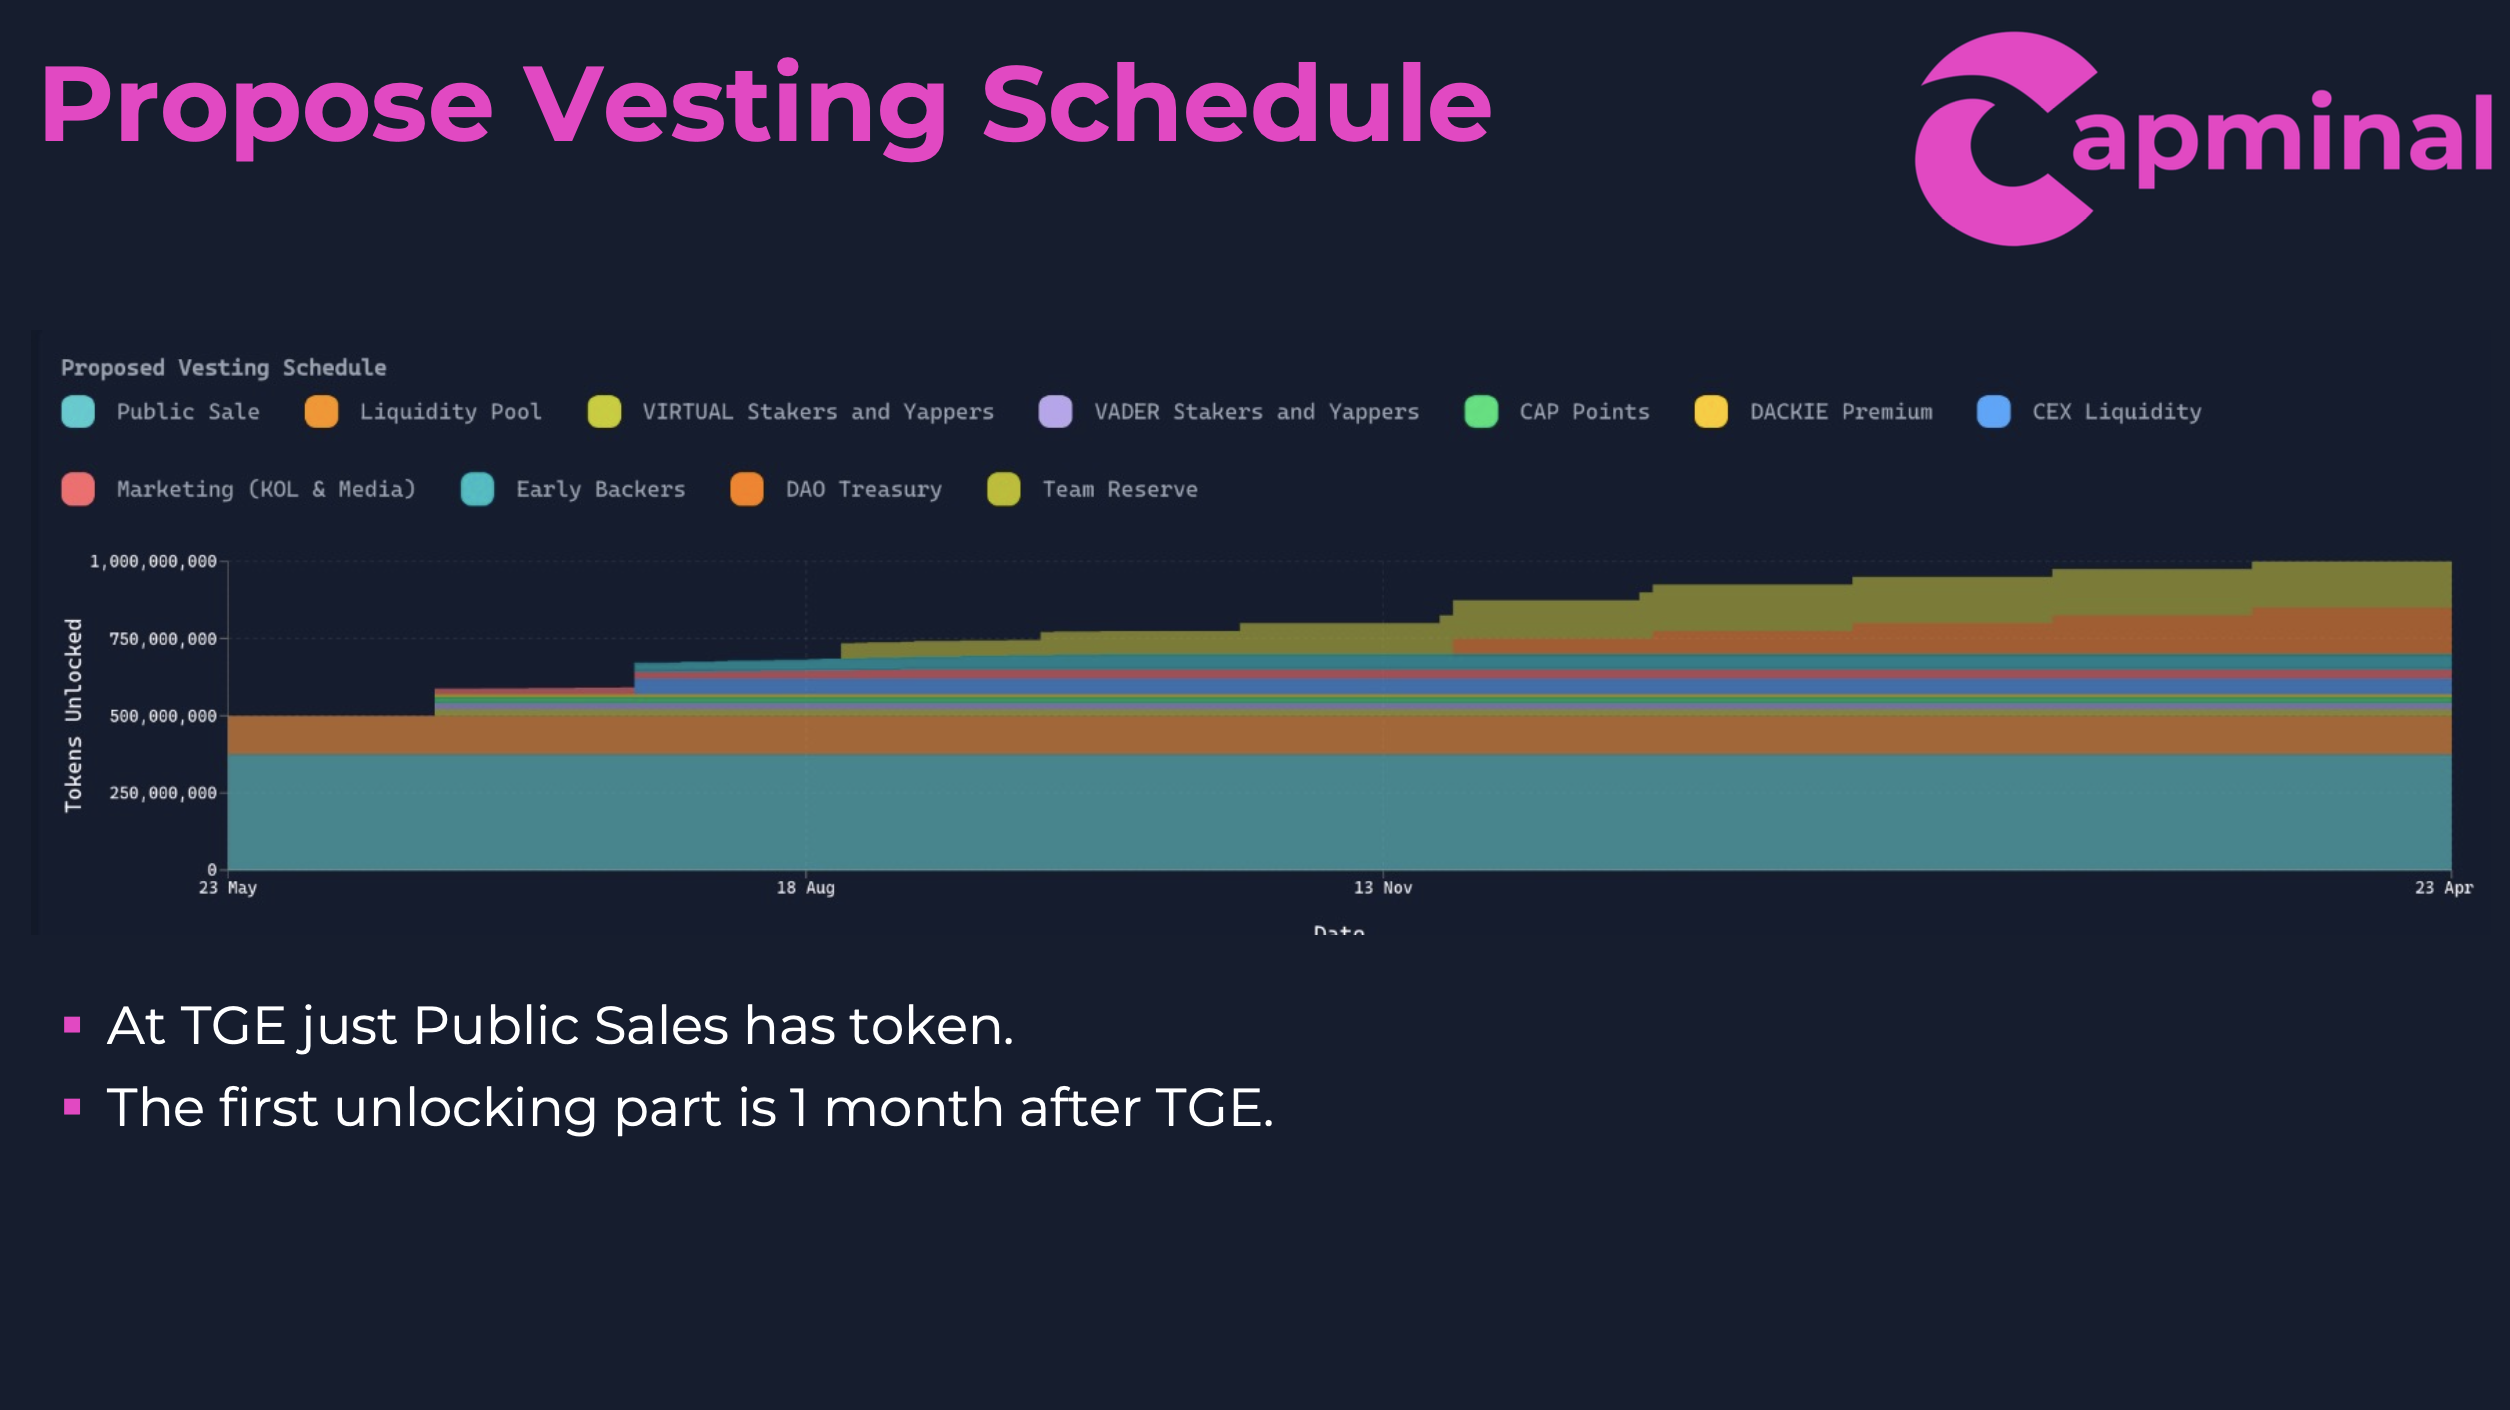 Propose Vesting Schedule
Capminal
Proposed Vesting Schedule
Public Sale Liquidity Pool VIRTUAL Stakers and Yappers VADER Stakers and Yappers CAP Points DACKIE Premium CEX Liquidity
Marketing (KOL & Media) Early Backers DAO Treasury Team Reserve
Tokens Unlocked
1,000,000,000
750,000,000
500,000,000
250,000,000
0
23 May 18 Aug 13 Nov 23 Apr
Date
▪ At TGE just Public Sales has token.
▪ The first unlocking part is 1 month after TGE.